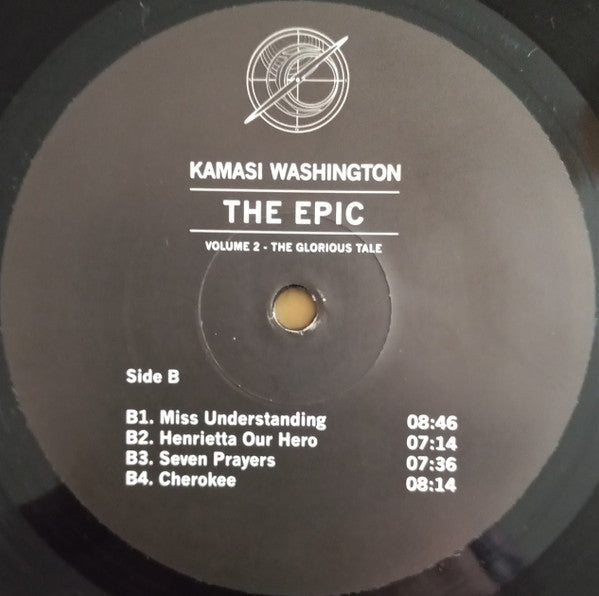 KAMASI WASHINGTON
THE EPIC
VOLUME 2 - THE GLORIOUS TALE
Side B
B1. Miss Understanding 08:46
B2. Henrietta Our Hero 07:14
B3. Seven Prayers 07:36
B4. Cherokee 08:14